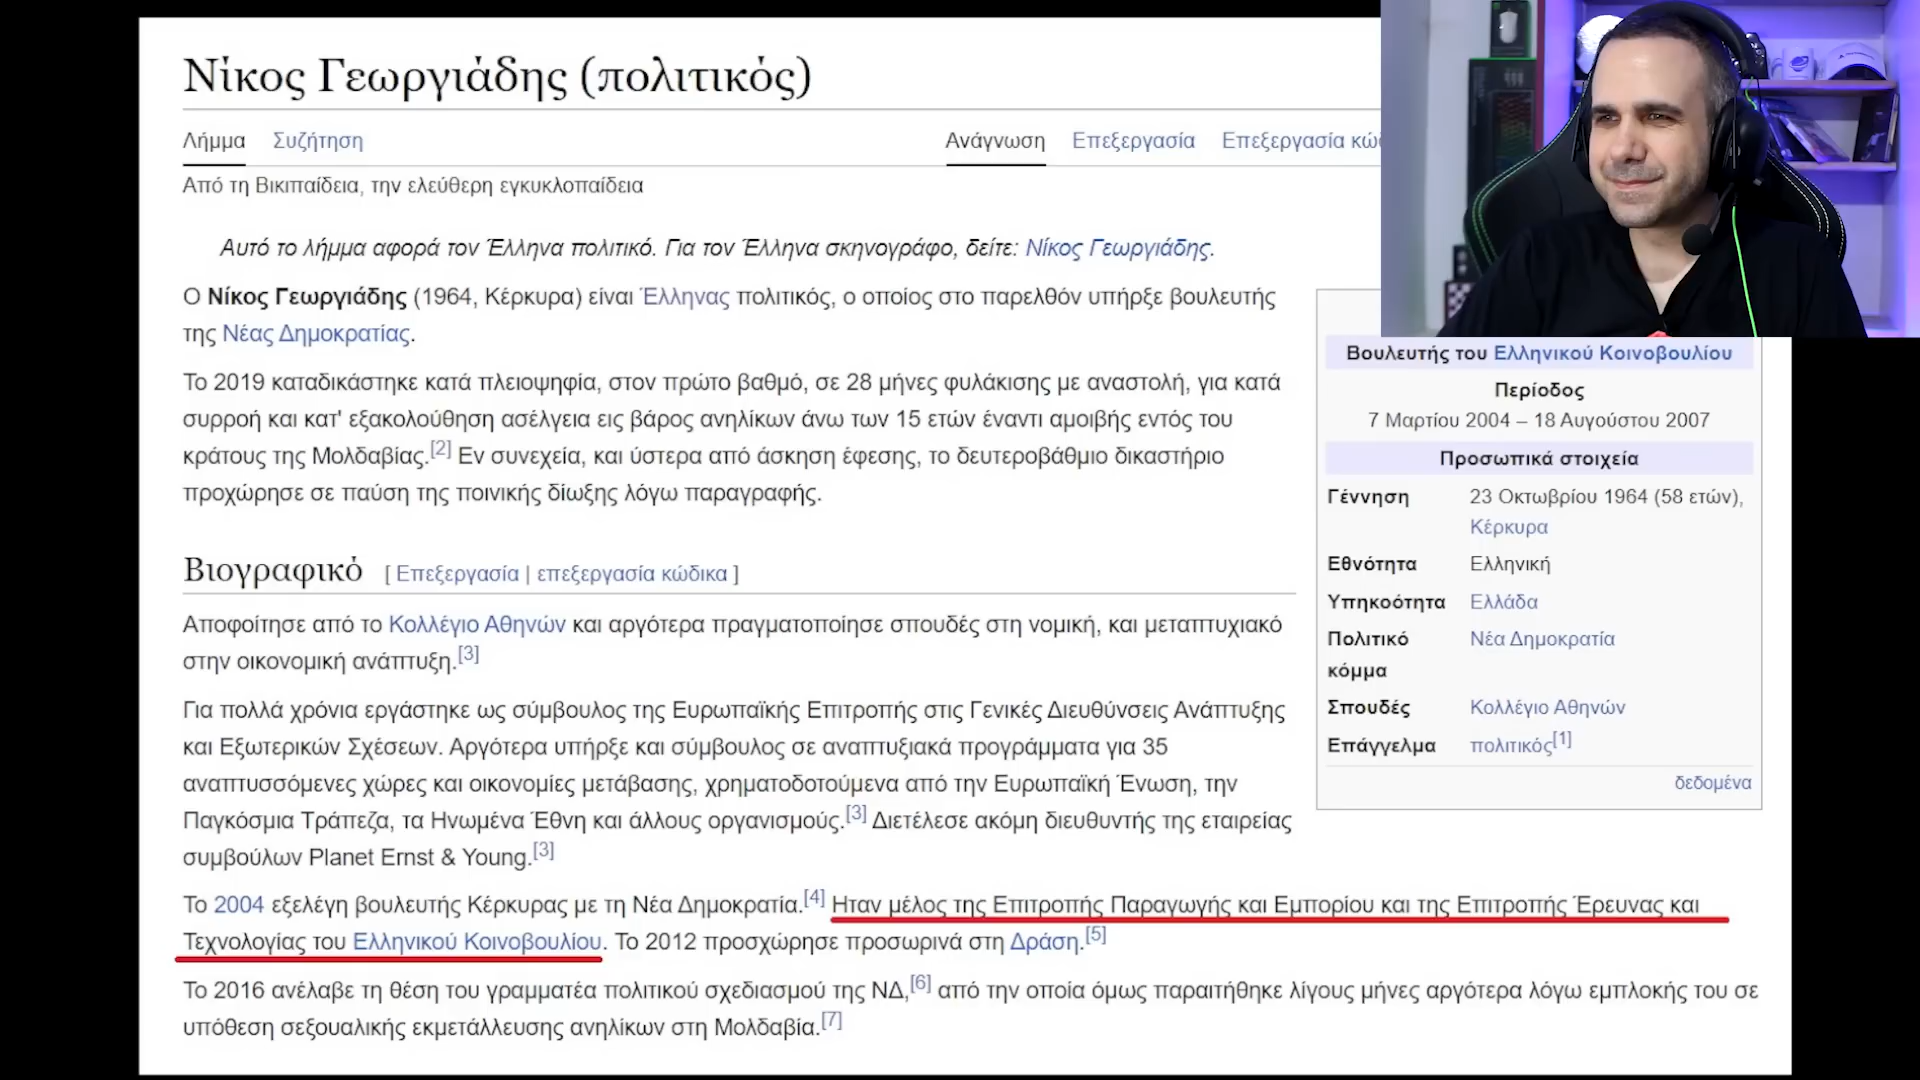 Νίκος Γεωργιάδης (πολιτικός)
Λήμμα Συζήτηση Ανάγνωση Επεξεργασία Επεξεργασία
Από τη Βικιπαίδεια, την ελεύθερη εγκυκλοπαίδεια
Αυτό το λήμμα αφορά τον Έλληνα πολιτικό. Για τον Έλληνα σκηνογράφο, δείτε: Νίκος Γεωργιάδης.
Ο Νίκος Γεωργιάδης (1964, Κέρκυρα) είναι Έλληνας πολιτικός, ο οποίος στο παρελθόν υπήρξε βουλευτής
της Νέας Δημοκρατίας.
Το 2019 καταδικάστηκε κατά πλειοψηφία, στον πρώτο βαθμό, σε 28 μήνες φυλάκισης με αναστολή, για κατά
συρροή και κατ' εξακολούθηση ασέλγεια εις βάρος ανηλίκων άνω των 15 ετών έναντι αμοιβής εντός του
κράτους της Μολδαβίας.[2] Εν συνεχεία, και ύστερα από άσκηση έφεσης, το δευτεροβάθμιο δικαστήριο
προχώρησε σε παύση της ποινικής δίωξης λόγω παραγραφής.
Βιογραφικό [ Επεξεργασία | επεξεργασία κώδικα ]
Αποφοίτησε από το Κολλέγιο Αθηνών και αργότερα πραγματοποίησε σπουδές στη νομική, και μεταπτυχιακό
στην οικονομική ανάπτυξη.[3]
Για πολλά χρόνια εργάστηκε ως σύμβουλος της Ευρωπαϊκής Επιτροπής στις Γενικές Διευθύνσεις Ανάπτυξης
και Εξωτερικών Σχέσεων. Αργότερα υπήρξε και σύμβουλος σε αναπτυξιακά προγράμματα για 35
αναπτυσσόμενες χώρες και οικονομίες μετάβασης, χρηματοδοτούμενα από την Ευρωπαϊκή Ένωση, την
Παγκόσμια Τράπεζα, τα Ηνωμένα Έθνη και άλλους οργανισμούς.[3] Διετέλεσε ακόμη διευθυντής της εταιρείας
συμβούλων Planet Ernst & Young.[3]
Το 2004 εξελέγη βουλευτής Κέρκυρας με τη Νέα Δημοκρατία.[4] Ήταν μέλος της Επιτροπής Παραγωγής και Εμπορίου και της Επιτροπής Έρευνας και
Τεχνολογίας του Ελληνικού Κοινοβουλίου. Το 2012 προσχώρησε προσωρινά στη Δράση.[5]
Το 2016 ανέλαβε τη θέση του γραμματέα πολιτικού σχεδιασμού της ΝΔ,[6] από την οποία όμως παραιτήθηκε λίγους μήνες αργότερα λόγω εμπλοκής του σε
υπόθεση σεξουαλικής εκμετάλλευσης ανηλίκων στη Μολδαβία.[7]
Βουλευτής του Ελληνικού Κοινοβουλίου
Περίοδος
7 Μαρτίου 2004 – 18 Αυγούστου 2007
Προσωπικά στοιχεία
Γέννηση 23 Οκτωβρίου 1964 (58 ετών),
Κέρκυρα
Εθνότητα Ελληνική
Υπηκοότητα Ελλάδα
Πολιτικό Νέα Δημοκρατία
κόμμα
Σπουδές Κολλέγιο Αθηνών
Επάγγελμα πολιτικός[1]
δεδομένα